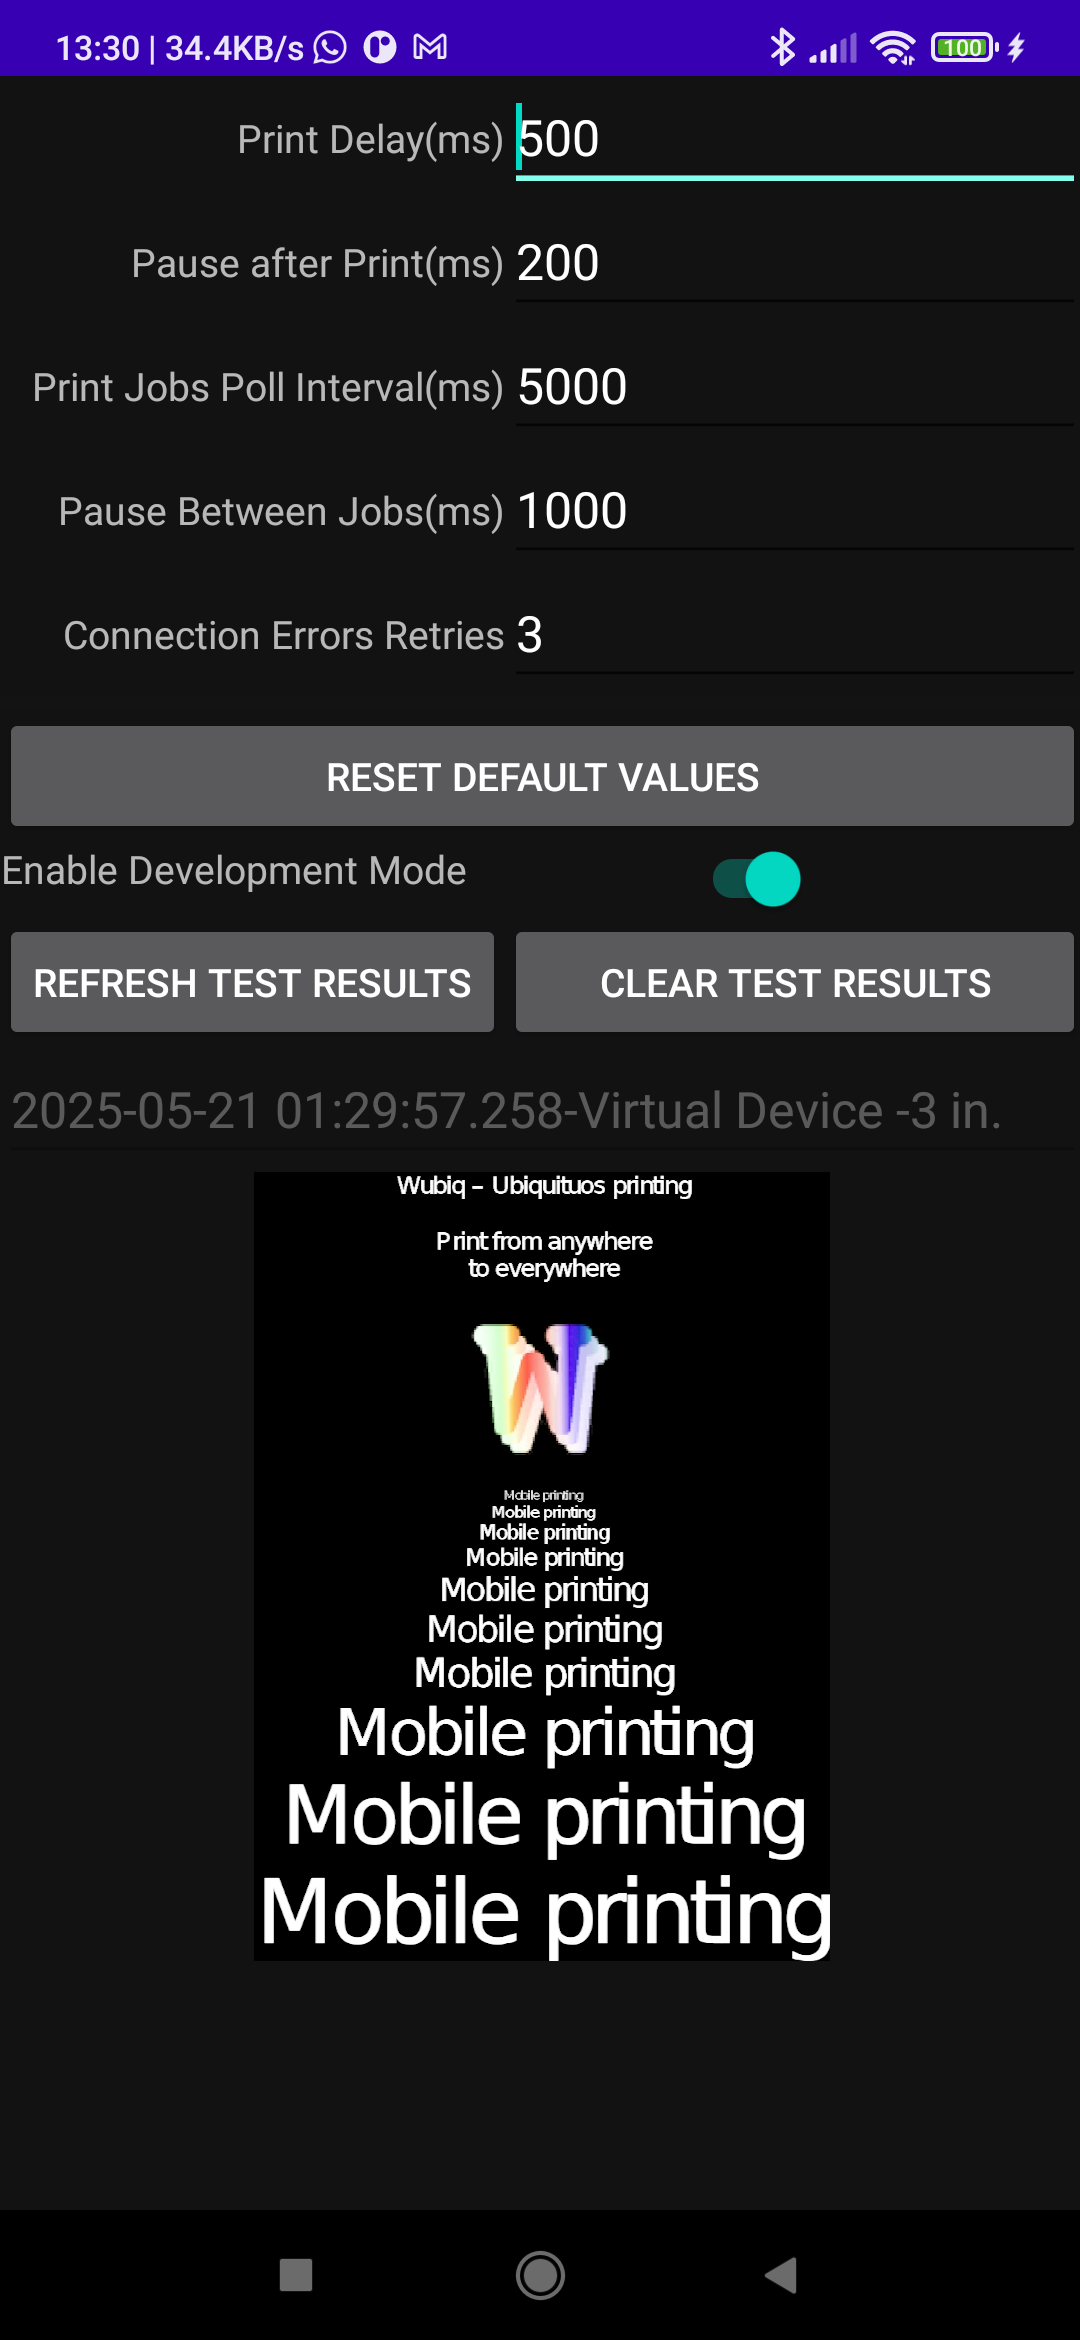 13:30 | 34.4KB/s 100
Print Delay(ms) 500
Pause after Print(ms) 200
Print Jobs Poll Interval(ms) 5000
Pause Between Jobs(ms) 1000
Connection Errors Retries 3
RESET DEFAULT VALUES
Enable Development Mode
REFRESH TEST RESULTS CLEAR TEST RESULTS
2025-05-21 01:29:57.258-Virtual Device -3 in.
Wubiq – Ubiquituos printing
Print from anywhere
to everywhere
W
Mobile printing
Mobile printing
Mobile printing
Mobile printing
Mobile printing
Mobile printing
Mobile printing
Mobile printing
Mobile printing
Mobile printing